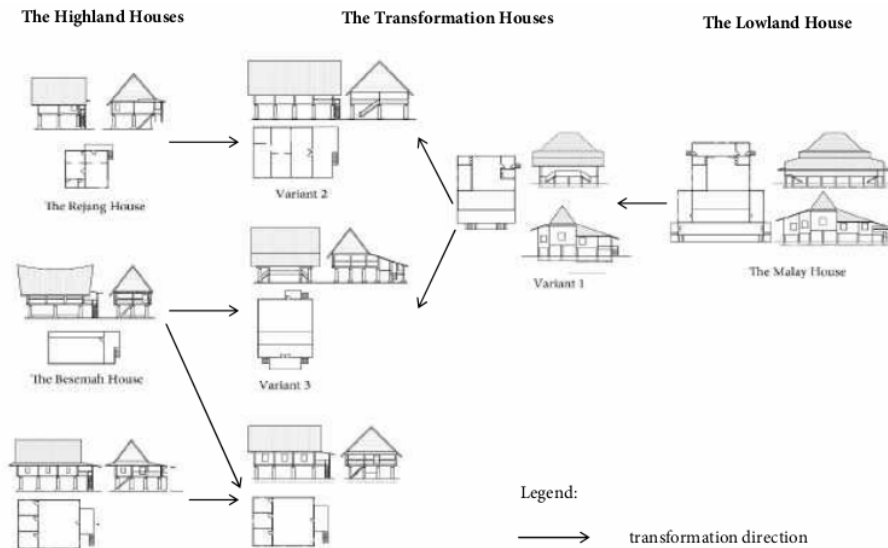 The Highland Houses
The Transformation Houses
The Lowland House
The Rejang House
Variant 2
Variant 1
The Malay House
The Besemah House
Variant 3
Legend:
transformation direction